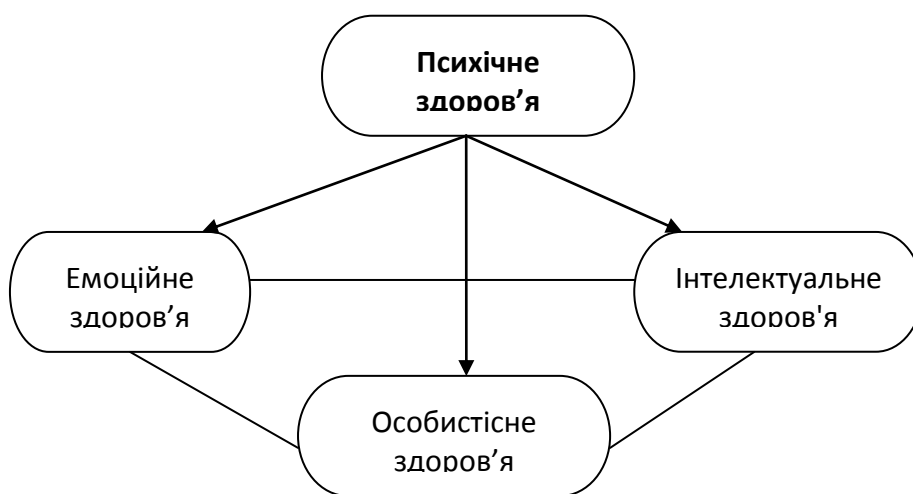 Психічне
здоров’я
Емоційне
здоров’я
Інтелектуальне
здоров'я
Особистісне
здоров’я